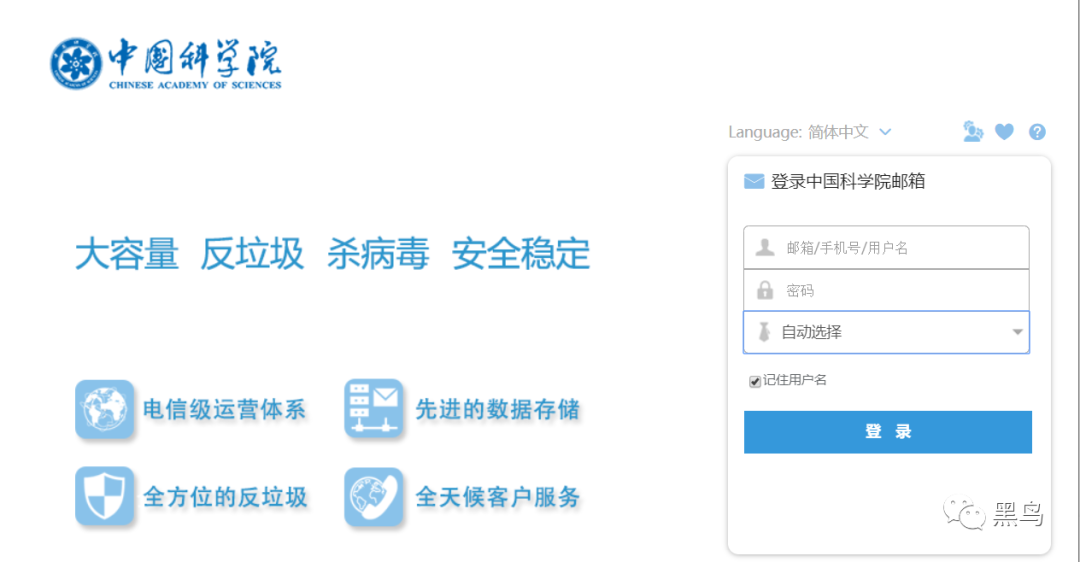 中国科学院
CHINESE ACADEMY OF SCIENCES
Language: 简体中文
登录中国科学院邮箱
邮箱/手机号/用户名
密码
自动选择
记住用户名
登 录
大容量 反垃圾 杀病毒 安全稳定
电信级运营体系
先进的数据存储
全方位的反垃圾
全天候客户服务
黑鸟